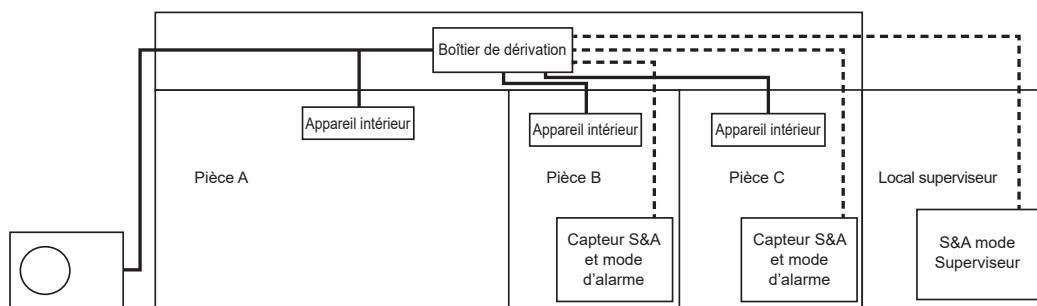 Boîtier de dérivation
Appareil intérieur
Appareil intérieur
Appareil intérieur
Pièce A
Pièce B
Pièce C
Local superviseur
Capteur S&A
et mode
d'alarme
Capteur S&A
et mode
d'alarme
S&A mode
Superviseur